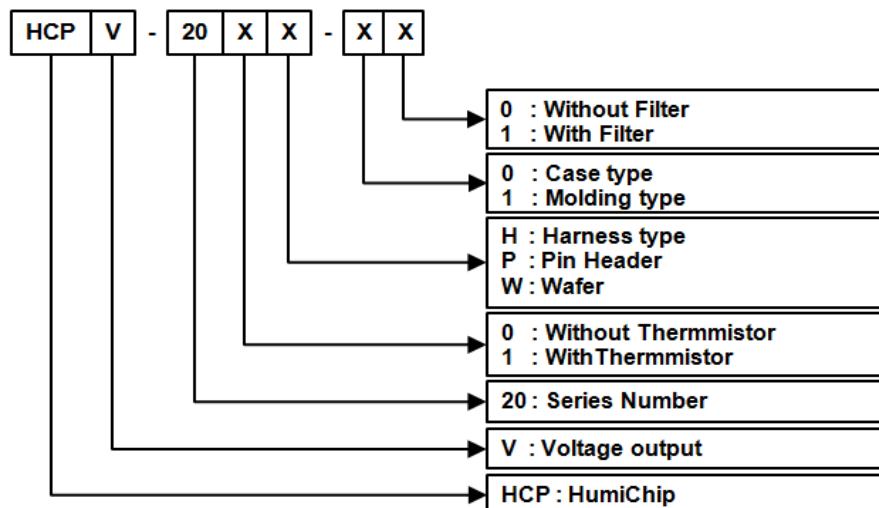 HCP V - 20 X X - X X
0 : Without Filter
1 : With Filter
0 : Case type
1 : Molding type
H : Harness type
P : Pin Header
W : Wafer
0 : Without Thermmistor
1 : WithThermmistor
20 : Series Number
V : Voltage output
HCP : HumiChip